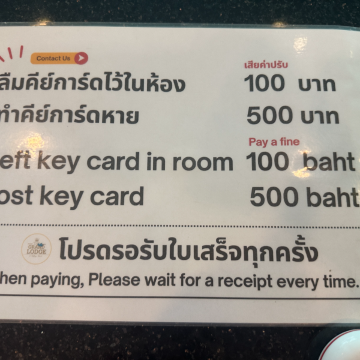 Contact Us
เสียค่าปรับ
ลืมคีย์การ์ดไว้ในห้อง 100 บาท
ทำคีย์การ์ดหาย 500 บาท
Pay a fine
eft key card in room 100 baht
ost key card 500 baht
LODGE โปรดรอรับใบเสร็จทุกครั้ง
hen paying, Please wait for a receipt every time.